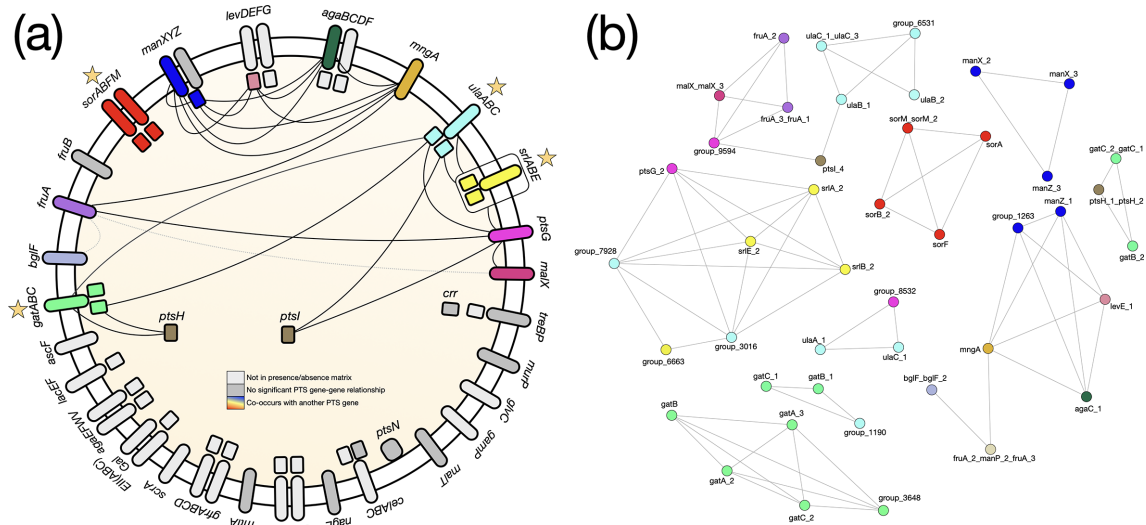 (a)
levDEFG
agaBCDF
manXYZ
mngA
sorABFM
ulaABC
fruB
srlABE
fruA
ptsG
bglF
malX
gatABC
crr
ptsH
ptsI
treBP
ascF
murP
lacEF
Not in presence/absence matrix
No significant PTS gene-gene relationship
Co-occurs with another PTS gene
glvC
agaEFWV
gamP
EII(ABC)
Gal
ptsN
malT
scrA
gfrABCD
celABC
nagE
(b)
group_6531
fruA_2
ulaC_1_ulaC_3
manX_2
manX_3
malX_malX_3
ulaB_1
ulaB_2
fruA_3_fruA_1
sorM_sorM_2
sorA
group_9594
ptsI_4
gatC_2_gatC_1
ptsG_2
srlA_2
manZ_3
ptsH_1_ptsH_2
sorB_2
manZ_1
group_1263
sorF
group_7928
srlE_2
gatB_2
srlB_2
group_8532
levE_1
group_3016
ulaA_1
ulaC_1
mngA
group_6663
gatC_1
gatB_1
bglF_bglF_2
gatB
gatA_3
agaC_1
group_1190
fruA_2_manP_2_fruA_3
gatA_2
group_3648
gatC_2